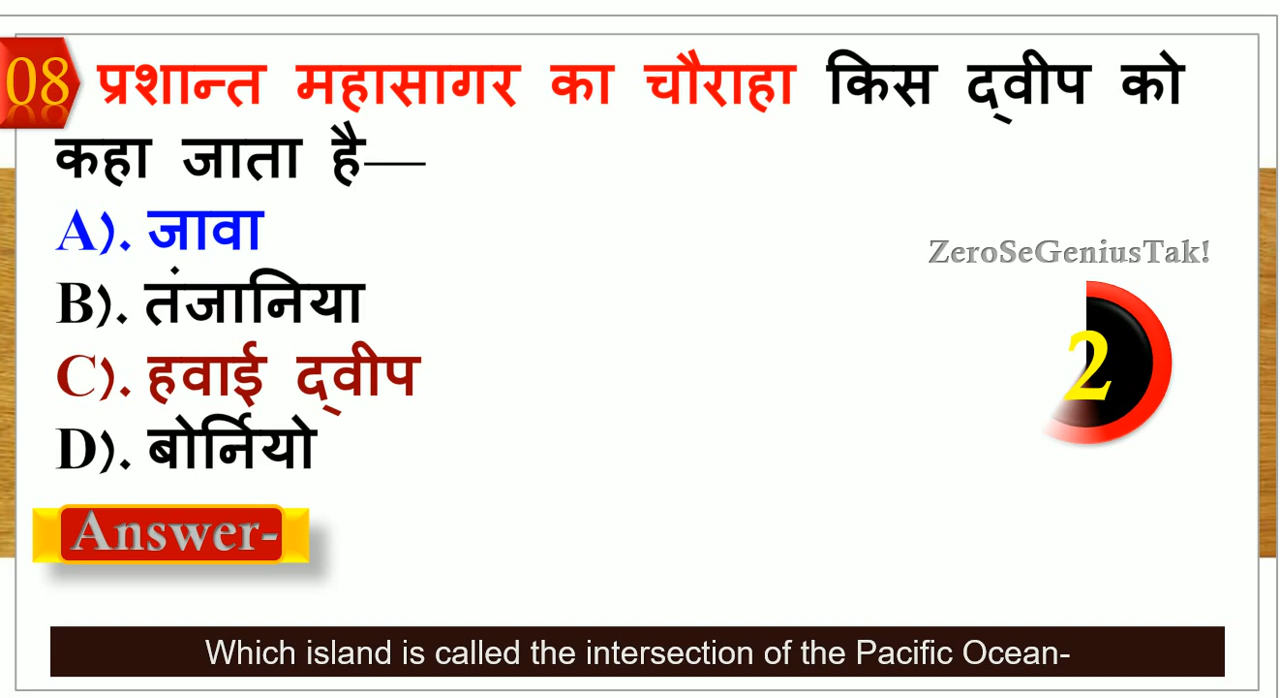 08 प्रशान्त महासागर का चौराहा किस द्वीप को
कहा जाता है—
A). जावा
ZeroSeGeniusTak!
B). तंजानिया
2
C). हवाई द्वीप
D). बोर्नियो
Answer-
Which island is called the intersection of the Pacific Ocean-